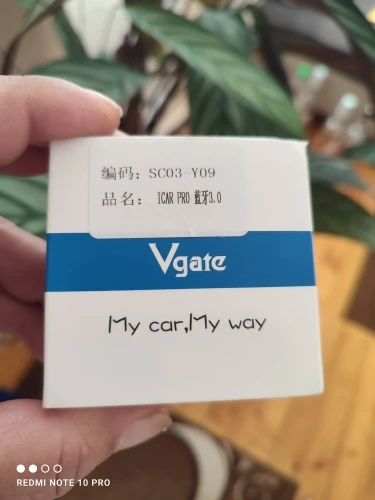 编码：SC03-Y09
品名： ICAR PRO 蓝牙3.0
Vgate
My car,My way
REDMI NOTE 10 PRO